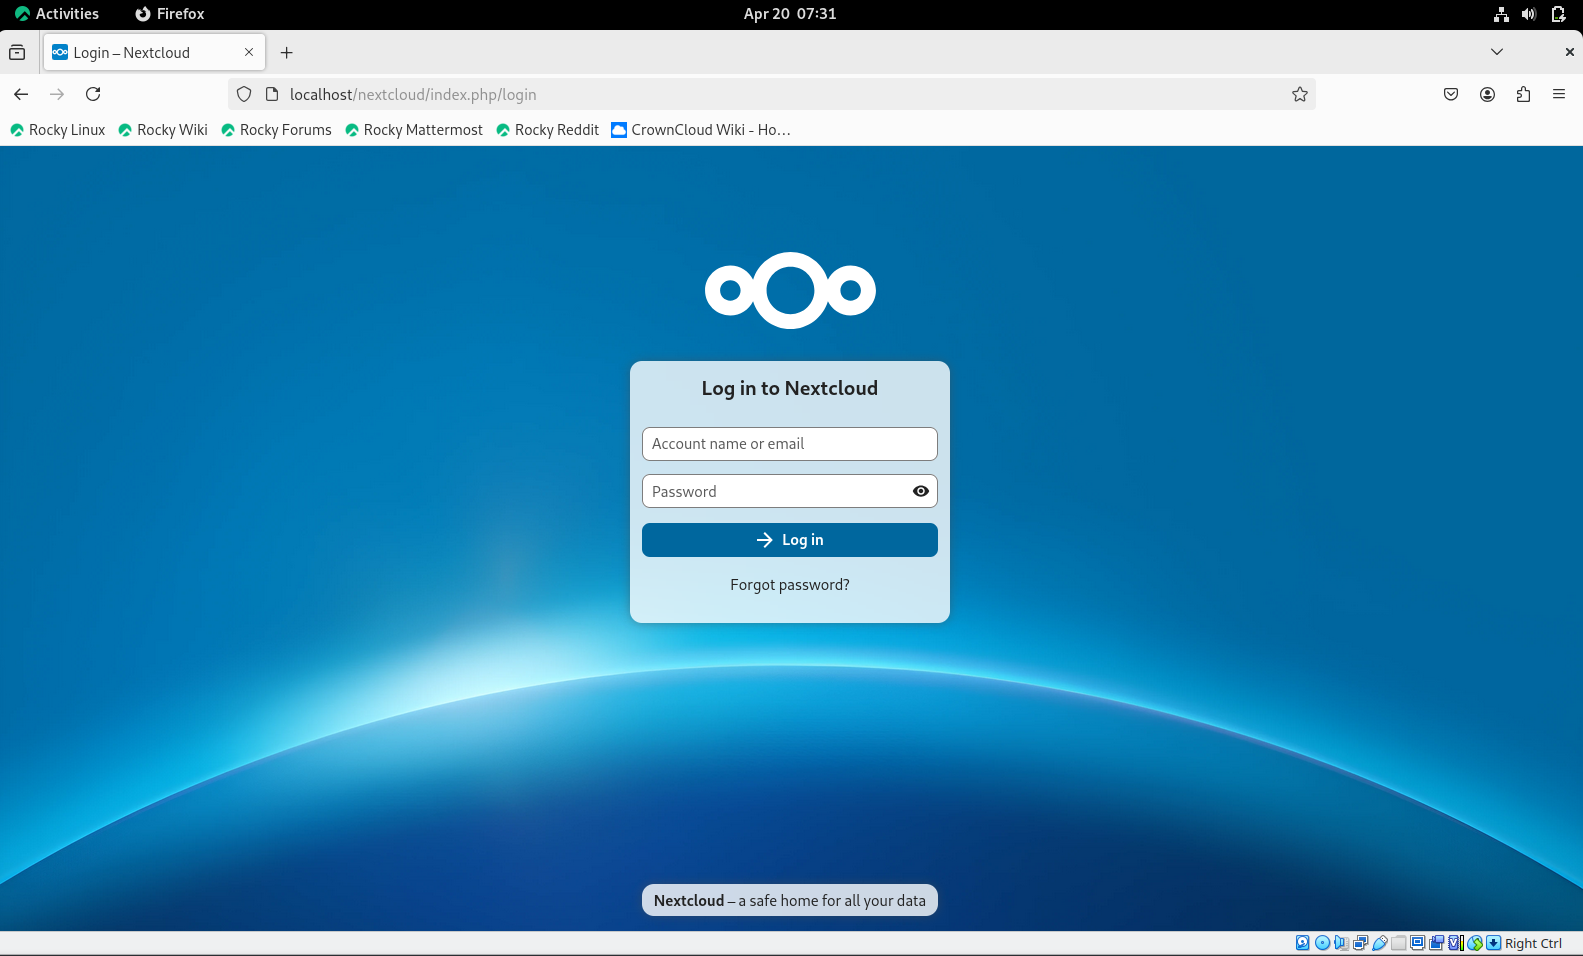 Activities Firefox Apr 20 07:31
Login – Nextcloud
localhost/nextcloud/index.php/login
Rocky Linux Rocky Wiki Rocky Forums Rocky Mattermost Rocky Reddit CrownCloud Wiki - Ho…
Log in to Nextcloud
Account name or email
Password
Log in
Forgot password?
Nextcloud – a safe home for all your data
Right Ctrl